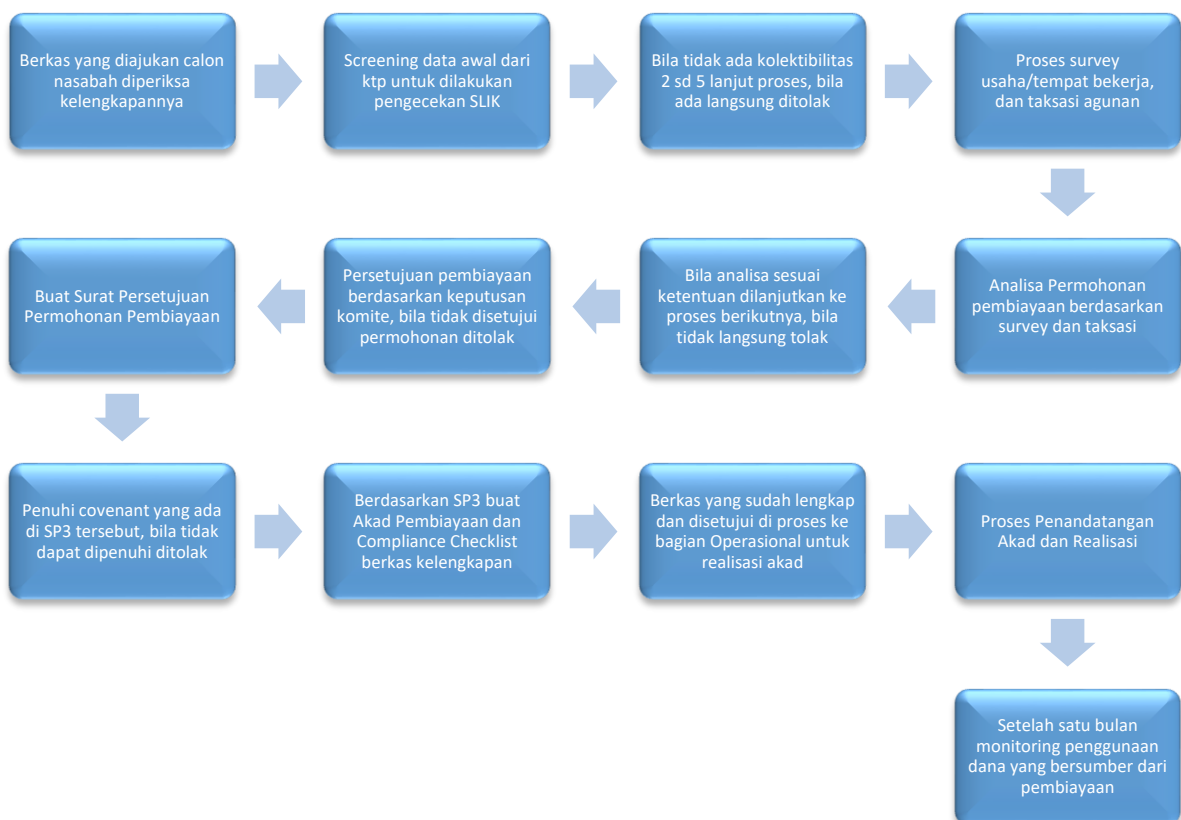 Berkas yang diajukan calon
nasabah diperiksa
kelengkapannya
Screening data awal dari
ktp untuk dilakukan
pengecekan SLIK
Bila tidak ada kolektibilitas
2 sd 5 lanjut proses, bila
ada langsung ditolak
Proses survey
usaha/tempat bekerja,
dan taksasi agunan
Analisa Permohonan
pembiayaan berdasarkan
survey dan taksasi
Bila analisa sesuai
ketentuan dilanjutkan ke
proses berikutnya, bila
tidak langsung tolak
Persetujuan pembiayaan
berdasarkan keputusan
komite, bila tidak disetujui
permohonan ditolak
Buat Surat Persetujuan
Permohonan Pembiayaan
Penuhi covenant yang ada
di SP3 tersebut, bila tidak
dapat dipenuhi ditolak
Berdasarkan SP3 buat
Akad Pembiayaan dan
Compliance Checklist
berkas kelengkapan
Berkas yang sudah lengkap
dan disetujui di proses ke
bagian Operasional untuk
realisasi akad
Proses Penandatangan
Akad dan Realisasi
Setelah satu bulan
monitoring penggunaan
dana yang bersumber dari
pembiayaan